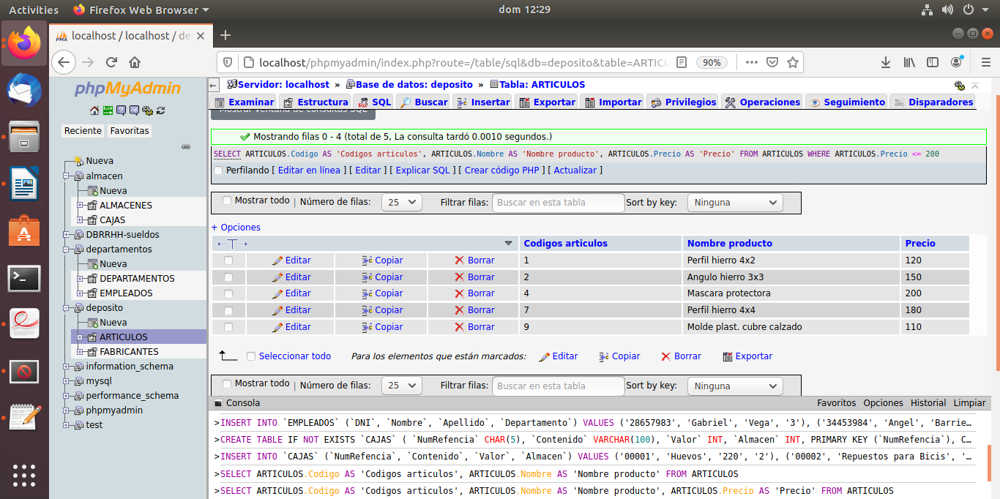 Activities Firefox Web Browser dom 12:29
localhost / localhost / de
localhost/phpmyadmin/index.php?route=/table/sql&db=deposito&table=ARTICU 90%
phpMyAdmin
Reciente Favoritas
Nueva
almacen
Nueva
ALMACENES
CAJAS
DBRRHH-sueldos
departamentos
Nueva
DEPARTAMENTOS
EMPLEADOS
deposito
Nueva
ARTICULOS
FABRICANTES
information_schema
mysql
performance_schema
phpmyadmin
test
Servidor: localhost » Base de datos: deposito » Tabla: ARTICULOS
Examinar Estructura SQL Buscar Insertar Exportar Importar Privilegios Operaciones Seguimiento Disparadores
Mostrar ventana de consultas SQL
Mostrando filas 0 - 4 (total de 5, La consulta tardó 0.0010 segundos.)
SELECT ARTICULOS.Codigo AS 'Codigos articulos', ARTICULOS.Nombre AS 'Nombre producto', ARTICULOS.Precio AS 'Precio' FROM ARTICULOS WHERE ARTICULOS.Precio <= 200
Perfilando [ Editar en línea ] [ Editar ] [ Explicar SQL ] [ Crear código PHP ] [ Actualizar ]
Mostrar todo | Número de filas: 25 Filtrar filas: Buscar en esta tabla Sort by key: Ninguna
+ Opciones
←T→ Codigos articulos Nombre producto Precio
Editar Copiar Borrar 1 Perfil hierro 4x2 120
Editar Copiar Borrar 2 Angulo hierro 3x3 150
Editar Copiar Borrar 4 Mascara protectora 200
Editar Copiar Borrar 7 Perfil hierro 4x4 180
Editar Copiar Borrar 9 Molde plast. cubre calzado 110
Seleccionar todo Para los elementos que están marcados: Editar Copiar Borrar Exportar
Mostrar todo | Número de filas: 25 Filtrar filas: Buscar en esta tabla Sort by key: Ninguna
Consola Favoritos Opciones Historial Limpiar
>INSERT INTO `EMPLEADOS` (`DNI`, `Nombre`, `Apellido`, `Departamento`) VALUES ('28657983', 'Gabriel', 'Vega', '3'), ('34453984', 'Angel', 'Barrie…
>CREATE TABLE IF NOT EXISTS `CAJAS` ( `NumRefencia` CHAR(5), `Contenido` VARCHAR(100), `Valor` INT, `Almacen` INT, PRIMARY KEY (`NumRefencia`), C…
>INSERT INTO `CAJAS` (`NumRefencia`, `Contenido`, `Valor`, `Almacen`) VALUES ('00001', 'Huevos', '220', '2'), ('00002', 'Repuestos para Bicis', '…
>SELECT ARTICULOS.Codigo AS 'Codigos articulos', ARTICULOS.Nombre AS 'Nombre producto' FROM ARTICULOS
>SELECT ARTICULOS.Codigo AS 'Codigos articulos', ARTICULOS.Nombre AS 'Nombre producto', ARTICULOS.Precio AS 'Precio' FROM ARTICULOS